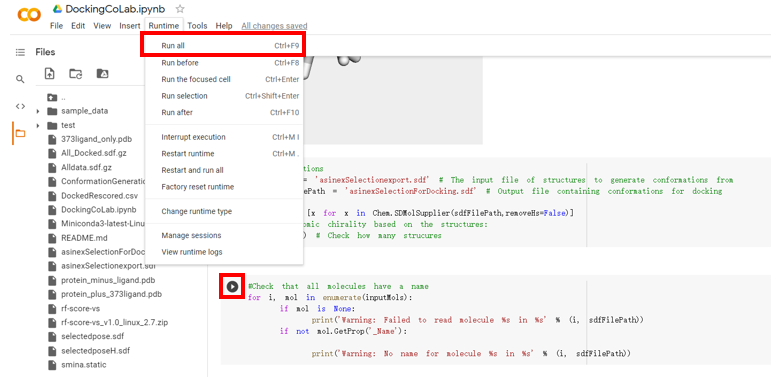 DockingCoLab.ipynb
File Edit View Insert Runtime Tools Help All changes saved
Files
..
sample_data
test
373ligand_only.pdb
All_Docked.sdf.gz
Alldata.sdf.gz
ConformationGeneratio
DockedRescored.csv
DockingCoLab.ipynb
Miniconda3-latest-Linu
README.md
asinexSelectionForDo
asinexSelectionexport.sdf
protein_minus_ligand.pdb
protein_plus_373ligand.pdb
rf-score-vs
rf-score-vs_v1.0_linux_2.7.zip
selectedpose.sdf
selectedposeH.sdf
smina.static
Run all Ctrl+F9
Run before Ctrl+F8
Run the focused cell Ctrl+Enter
Run selection Ctrl+Shift+Enter
Run after Ctrl+F10
Interrupt execution Ctrl+M I
Restart runtime Ctrl+M .
Restart and run all
Factory reset runtime
Change runtime type
Manage sessions
View runtime logs
tions
= 'asinexSelectionexport.sdf' # The input file of structures to generate conformations from
ePath = 'asinexSelectionForDocking.sdf' # Output file containing conformations for docking
[x for x in Chem.SDMolSupplier(sdfFilePath,removeHs=False)]
omic chirality based on the structures:
) # Check how many strucures
#Check that all molecules have a name
for i, mol in enumerate(inputMols):
if mol is None:
print('Warning: Failed to read molecule %s in %s' % (i, sdfFilePath))
if not mol.GetProp('_Name'):
print('Warning: No name for molecule %s in %s' % (i, sdfFilePath))